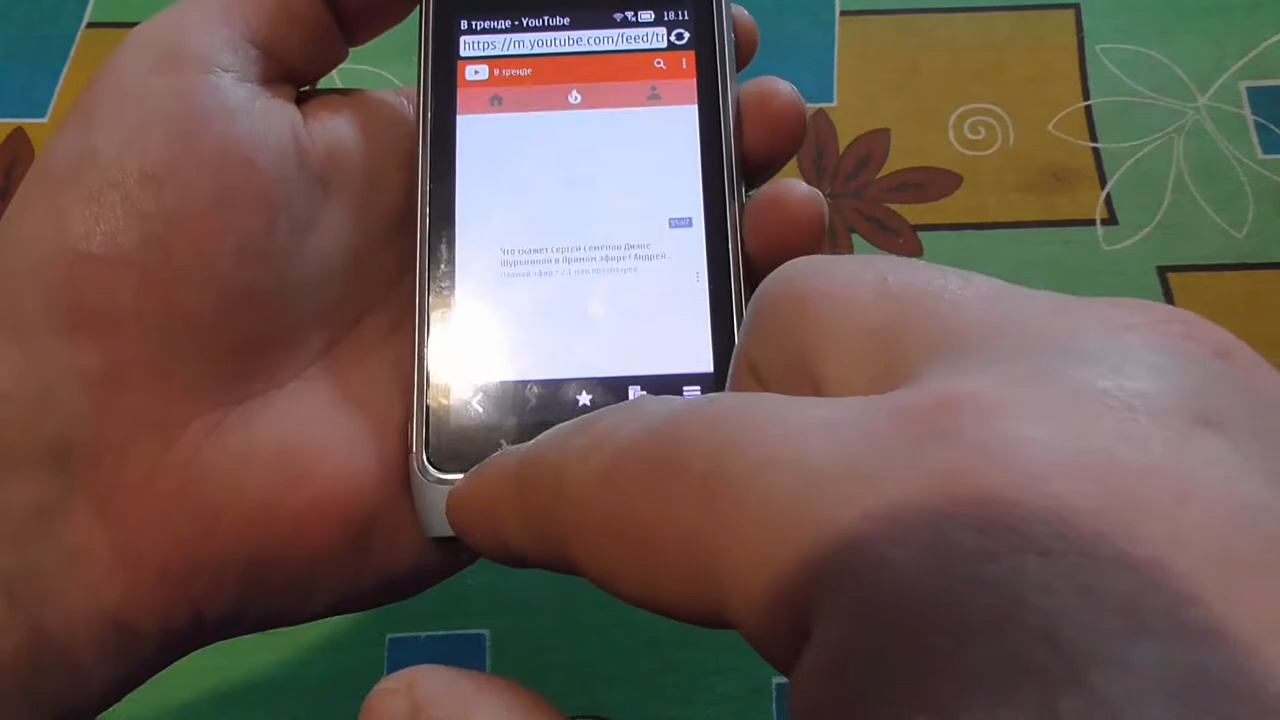 В тренде - YouTube
18.11
https://m.youtube.com/feed/tr
В тренде
Что скажет Сергей Семенов Диане
Шурыгиной в Прямом эфире? Андрей...